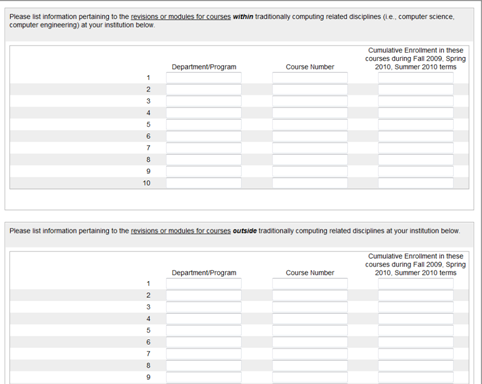 Please list information pertaining to the revisions or modules for courses within traditionally computing related disciplines (i.e., computer science,
computer engineering) at your institution below.
Cumulative Enrollment in these
courses during Fall 2009, Spring
Department/Program Course Number 2010, Summer 2010 terms
1
2
3
4
5
6
7
8
9
10
Please list information pertaining to the revisions or modules for courses outside traditionally computing related disciplines at your institution below.
Cumulative Enrollment in these
courses during Fall 2009, Spring
Department/Program Course Number 2010, Summer 2010 terms
1
2
3
4
5
6
7
8
9